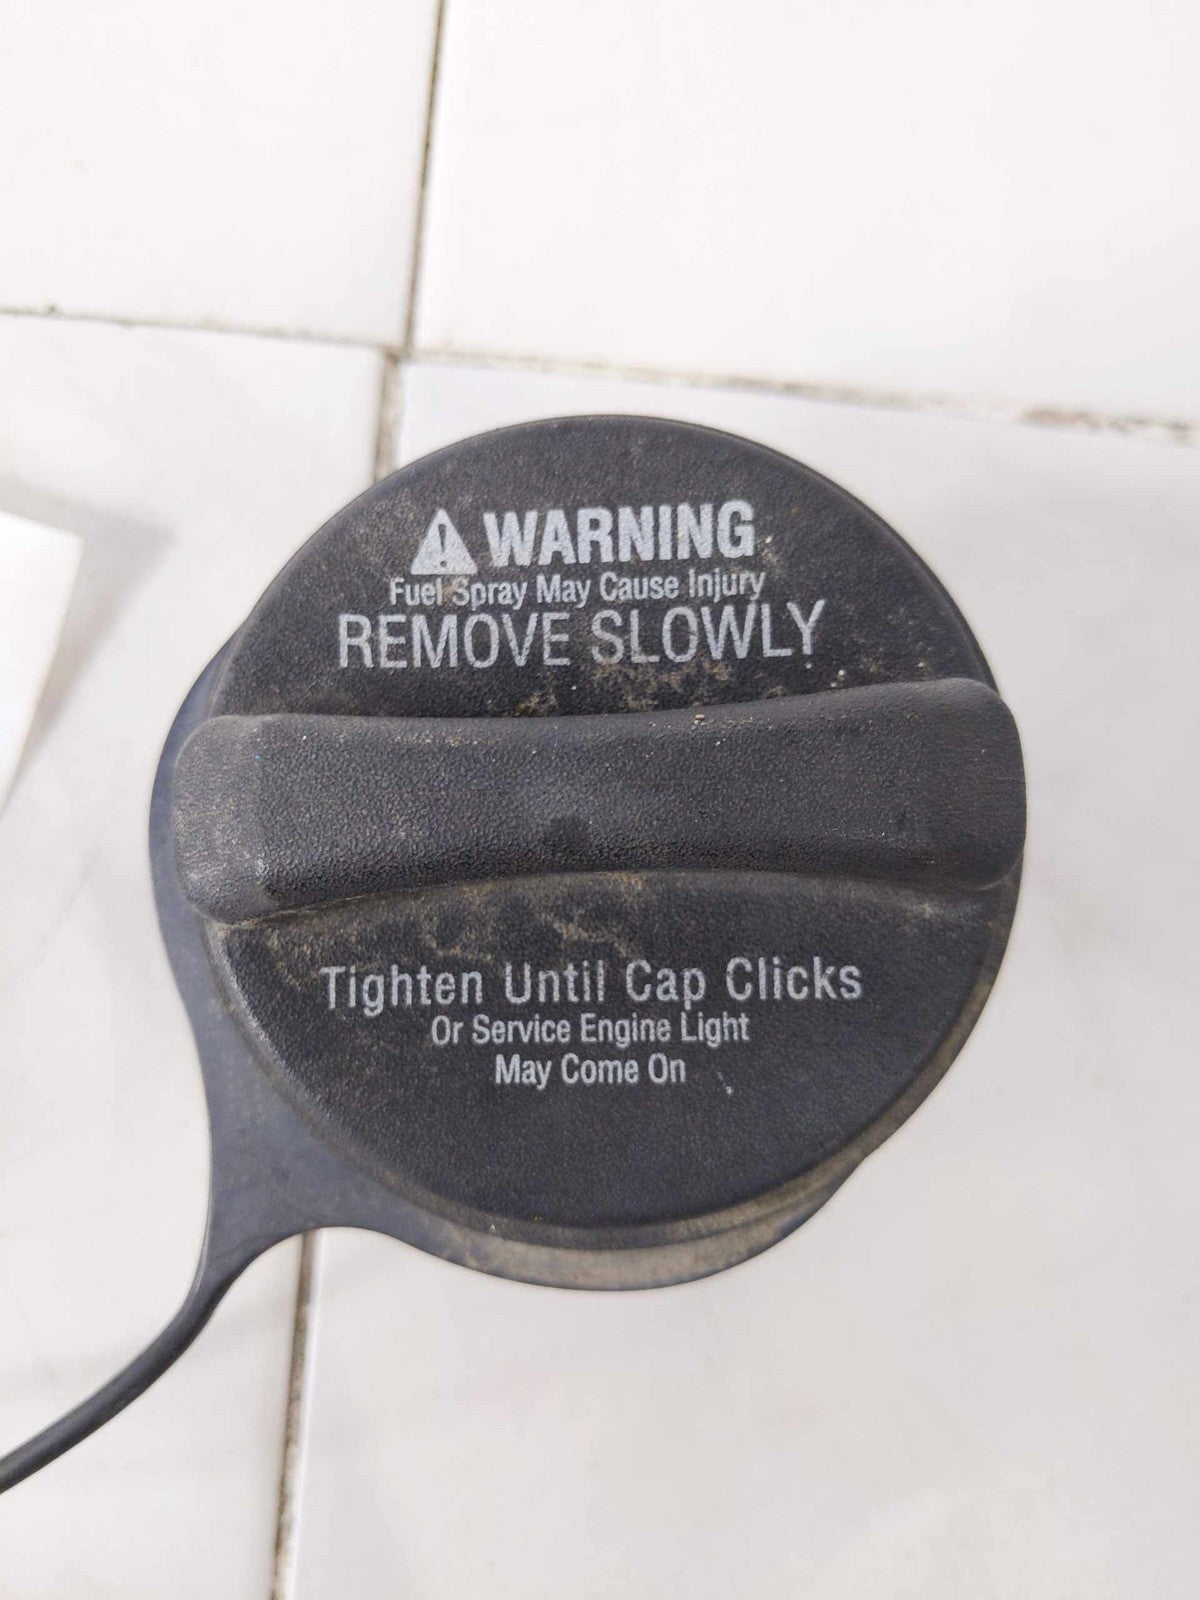 WARNING
Fuel Spray May Cause Injury
REMOVE SLOWLY
Tighten Until Cap Clicks
Or Service Engine Light
May Come On